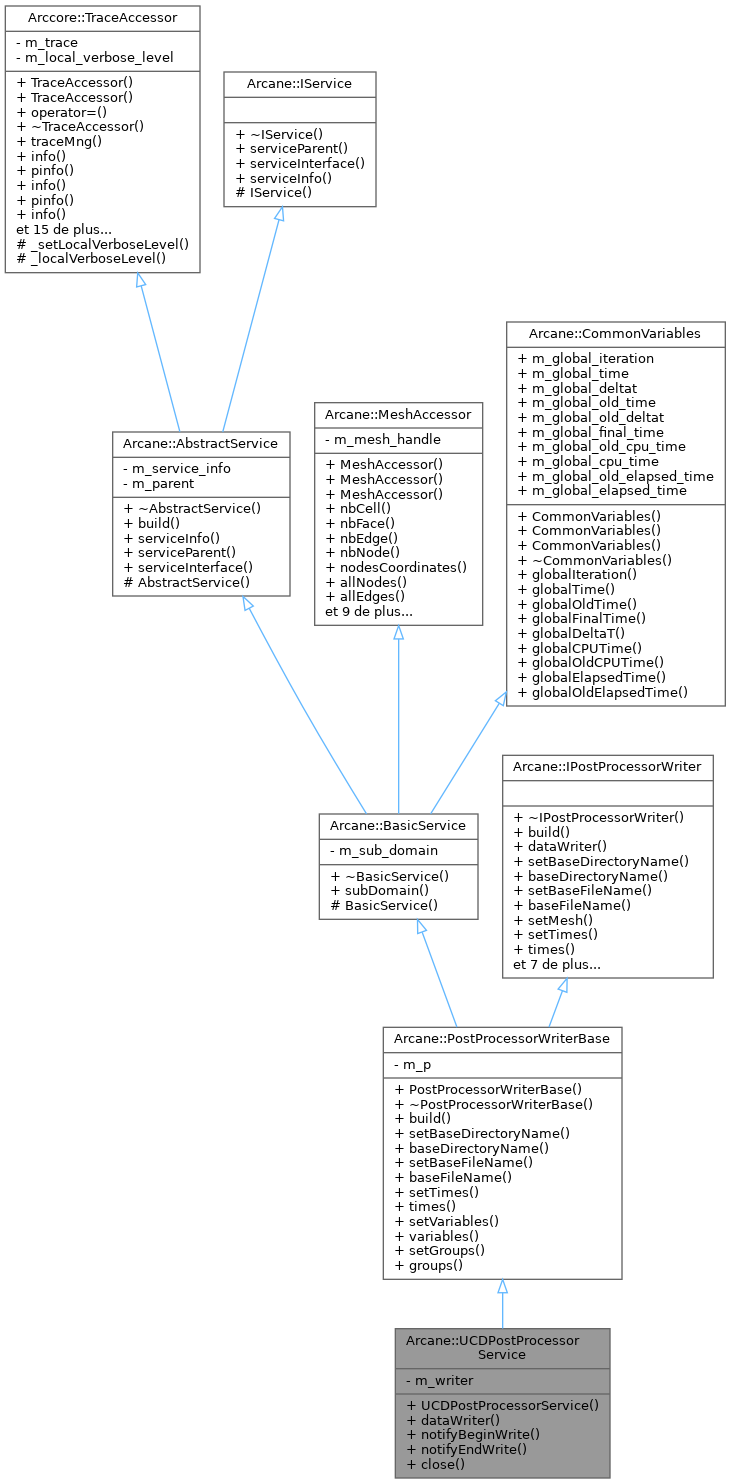 Arccore::TraceAccessor
- m_trace
- m_local_verbose_level
+ TraceAccessor()
+ TraceAccessor()
+ operator=()
+ ~TraceAccessor()
+ traceMng()
+ info()
+ pinfo()
+ info()
+ pinfo()
+ info()
et 15 de plus...
# _setLocalVerboseLevel()
# _localVerboseLevel()
Arcane::IService
+ ~IService()
+ serviceParent()
+ serviceInterface()
+ serviceInfo()
# IService()
Arcane::AbstractService
- m_service_info
- m_parent
+ ~AbstractService()
+ build()
+ serviceInfo()
+ serviceParent()
+ serviceInterface()
# AbstractService()
Arcane::MeshAccessor
- m_mesh_handle
+ MeshAccessor()
+ MeshAccessor()
+ MeshAccessor()
+ nbCell()
+ nbFace()
+ nbEdge()
+ nbNode()
+ nodesCoordinates()
+ allNodes()
+ allEdges()
et 9 de plus...
Arcane::CommonVariables
+ m_global_iteration
+ m_global_time
+ m_global_deltat
+ m_global_old_time
+ m_global_old_deltat
+ m_global_final_time
+ m_global_old_cpu_time
+ m_global_cpu_time
+ m_global_old_elapsed_time
+ m_global_elapsed_time
+ CommonVariables()
+ CommonVariables()
+ CommonVariables()
+ ~CommonVariables()
+ globalIteration()
+ globalTime()
+ globalOldTime()
+ globalFinalTime()
+ globalDeltaT()
+ globalCPUTime()
+ globalOldCPUTime()
+ globalElapsedTime()
+ globalOldElapsedTime()
Arcane::BasicService
- m_sub_domain
+ ~BasicService()
+ subDomain()
# BasicService()
Arcane::IPostProcessorWriter
+ ~IPostProcessorWriter()
+ build()
+ dataWriter()
+ setBaseDirectoryName()
+ baseDirectoryName()
+ setBaseFileName()
+ baseFileName()
+ setMesh()
+ setTimes()
+ times()
et 7 de plus...
Arcane::PostProcessorWriterBase
- m_p
+ PostProcessorWriterBase()
+ ~PostProcessorWriterBase()
+ build()
+ setBaseDirectoryName()
+ baseDirectoryName()
+ setBaseFileName()
+ baseFileName()
+ setTimes()
+ times()
+ setVariables()
+ variables()
+ setGroups()
+ groups()
Arcane::UCDPostProcessor
Service
- m_writer
+ UCDPostProcessorService()
+ dataWriter()
+ notifyBeginWrite()
+ notifyEndWrite()
+ close()